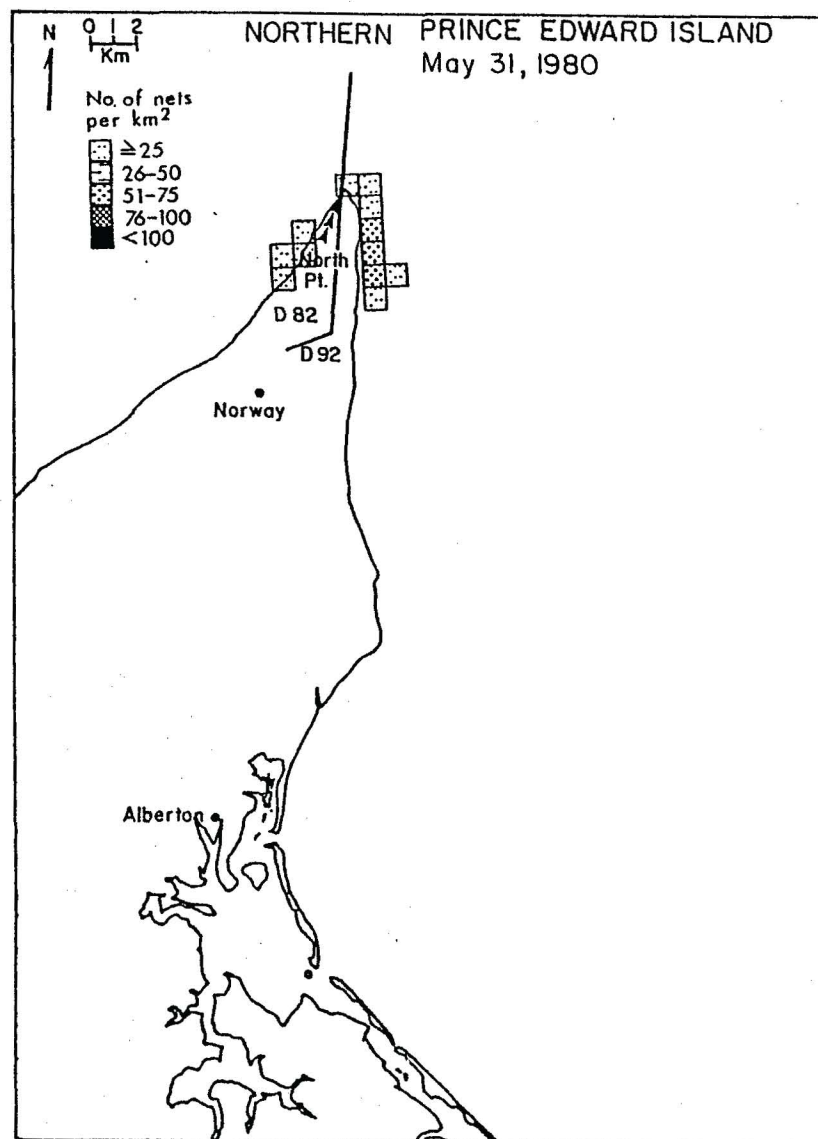 NORTHERN PRINCE EDWARD ISLAND
May 31, 1980
N
0 1 2
Km
No. of nets
per km²
≥25
26-50
51-75
76-100
<100
North
Pt.
D 82
D 92
Norway
Alberton